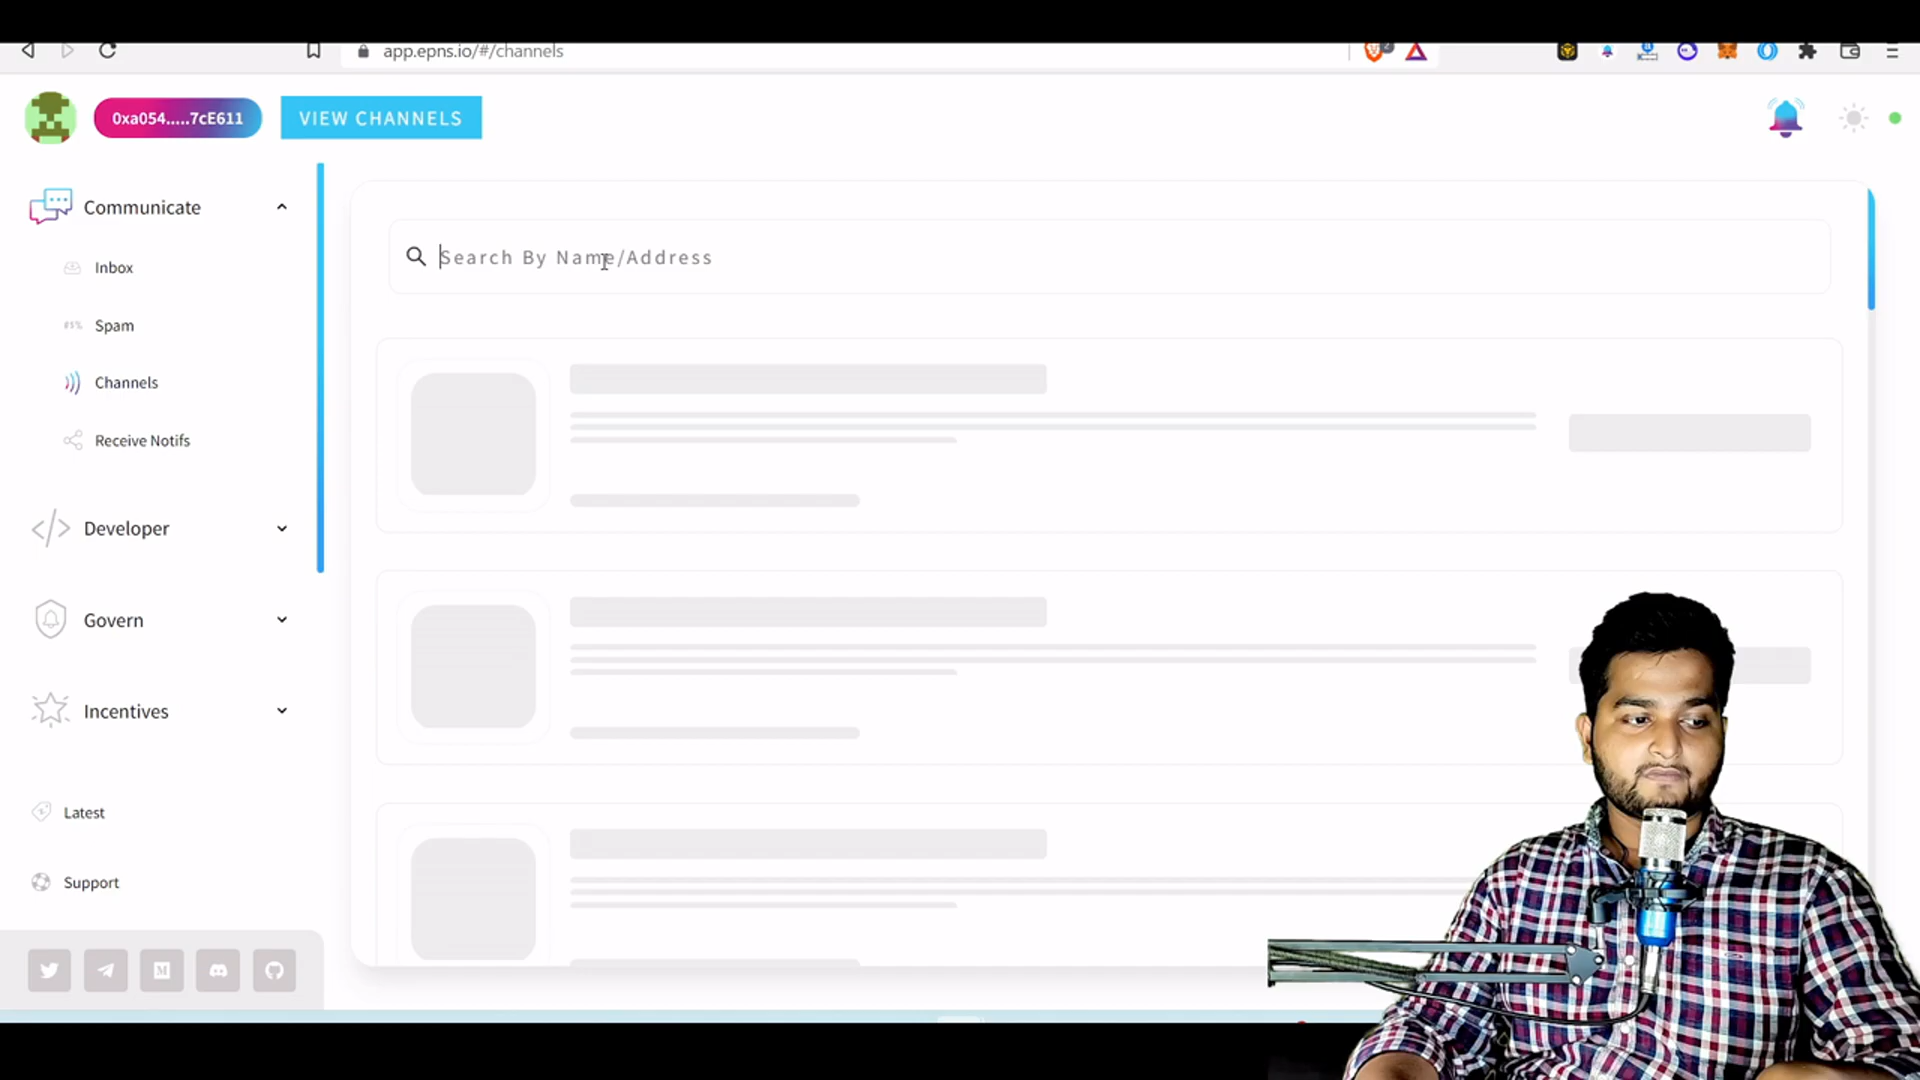 app.epns.io/#/channels
0xa054.....7cE611
VIEW CHANNELS
Communicate
Inbox
Spam
Channels
Receive Notifs
Developer
Govern
Incentives
Latest
Support
Search By Name/Address